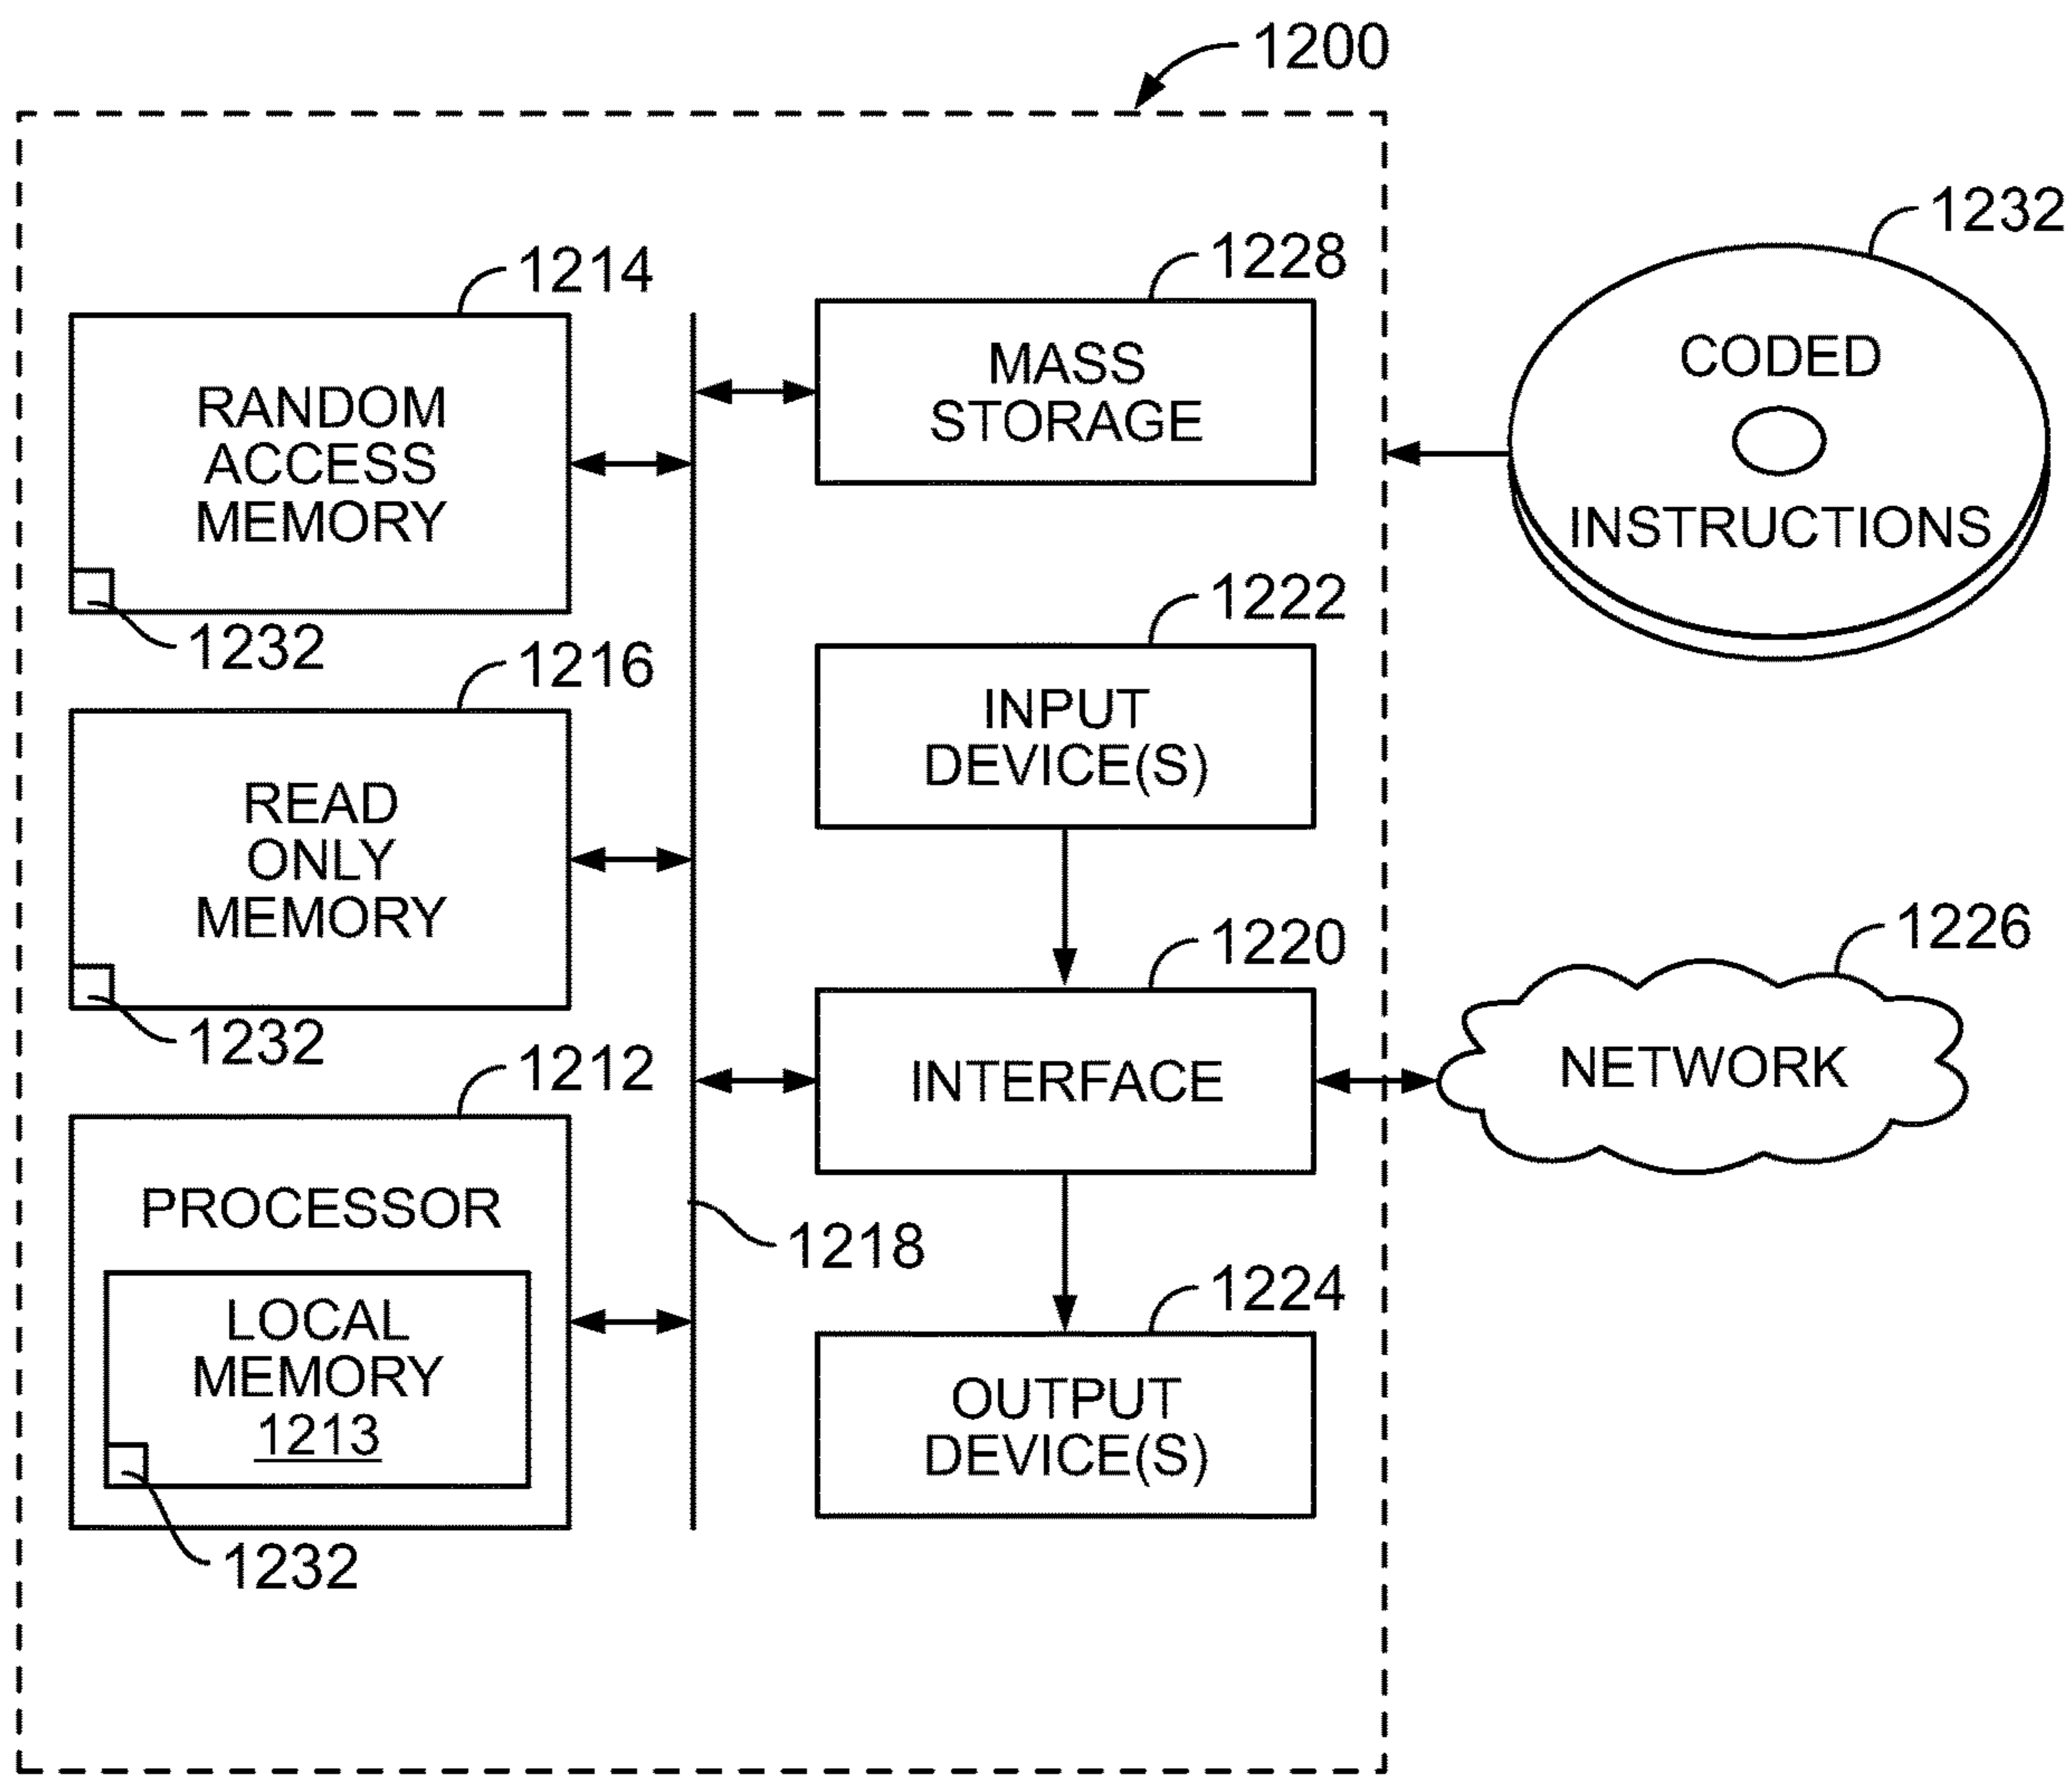 1200
1232
1228
1214
MASS
STORAGE
CODED
INSTRUCTIONS
RANDOM
ACCESS
MEMORY
1232
1222
1216
INPUT
DEVICE(S)
READ
ONLY
MEMORY
1232
1220
1226
INTERFACE
NETWORK
1212
PROCESSOR
1218
LOCAL
MEMORY
1213
1232
1224
OUTPUT
DEVICE(S)